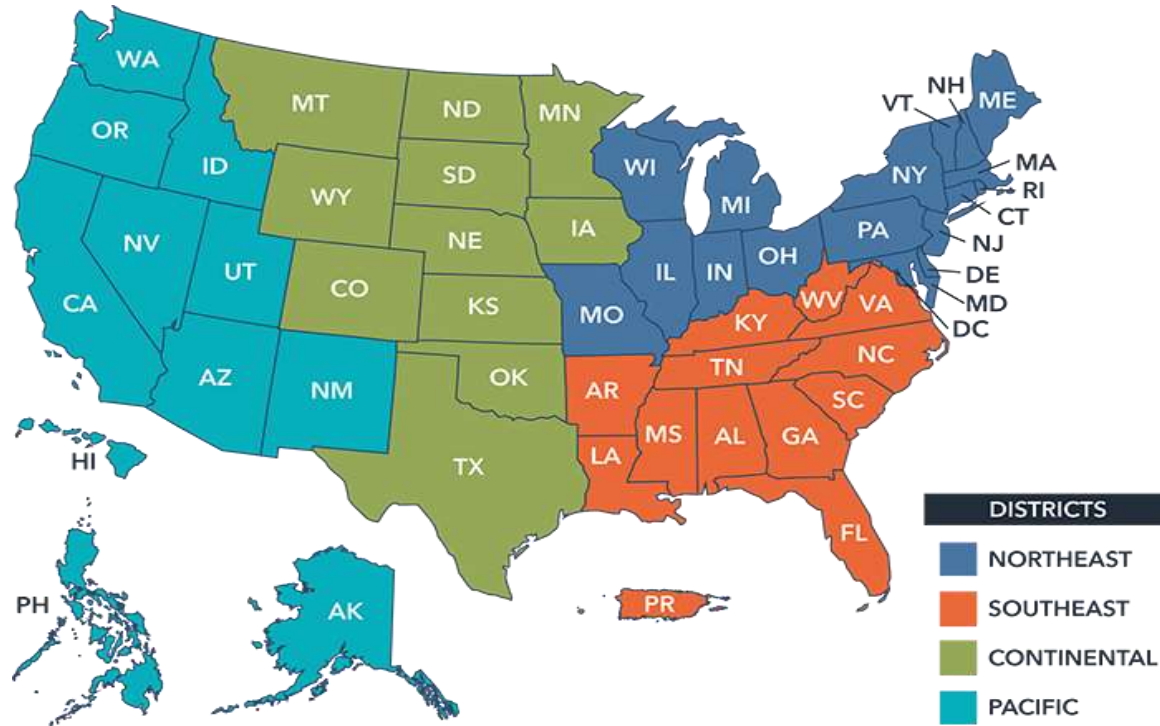 WA
MT
ND
MN
VT
NH
ME
OR
ID
SD
WI
MI
NY
MA
RI
CT
WY
NE
IA
PA
NJ
NV
UT
CO
KS
IL
IN
OH
DE
MD
DC
CA
MO
WV
VA
KY
AZ
NM
OK
AR
TN
NC
SC
HI
TX
LA
MS
AL
GA
FL
PH
AK
PR
DISTRICTS
NORTHEAST
SOUTHEAST
CONTINENTAL
PACIFIC